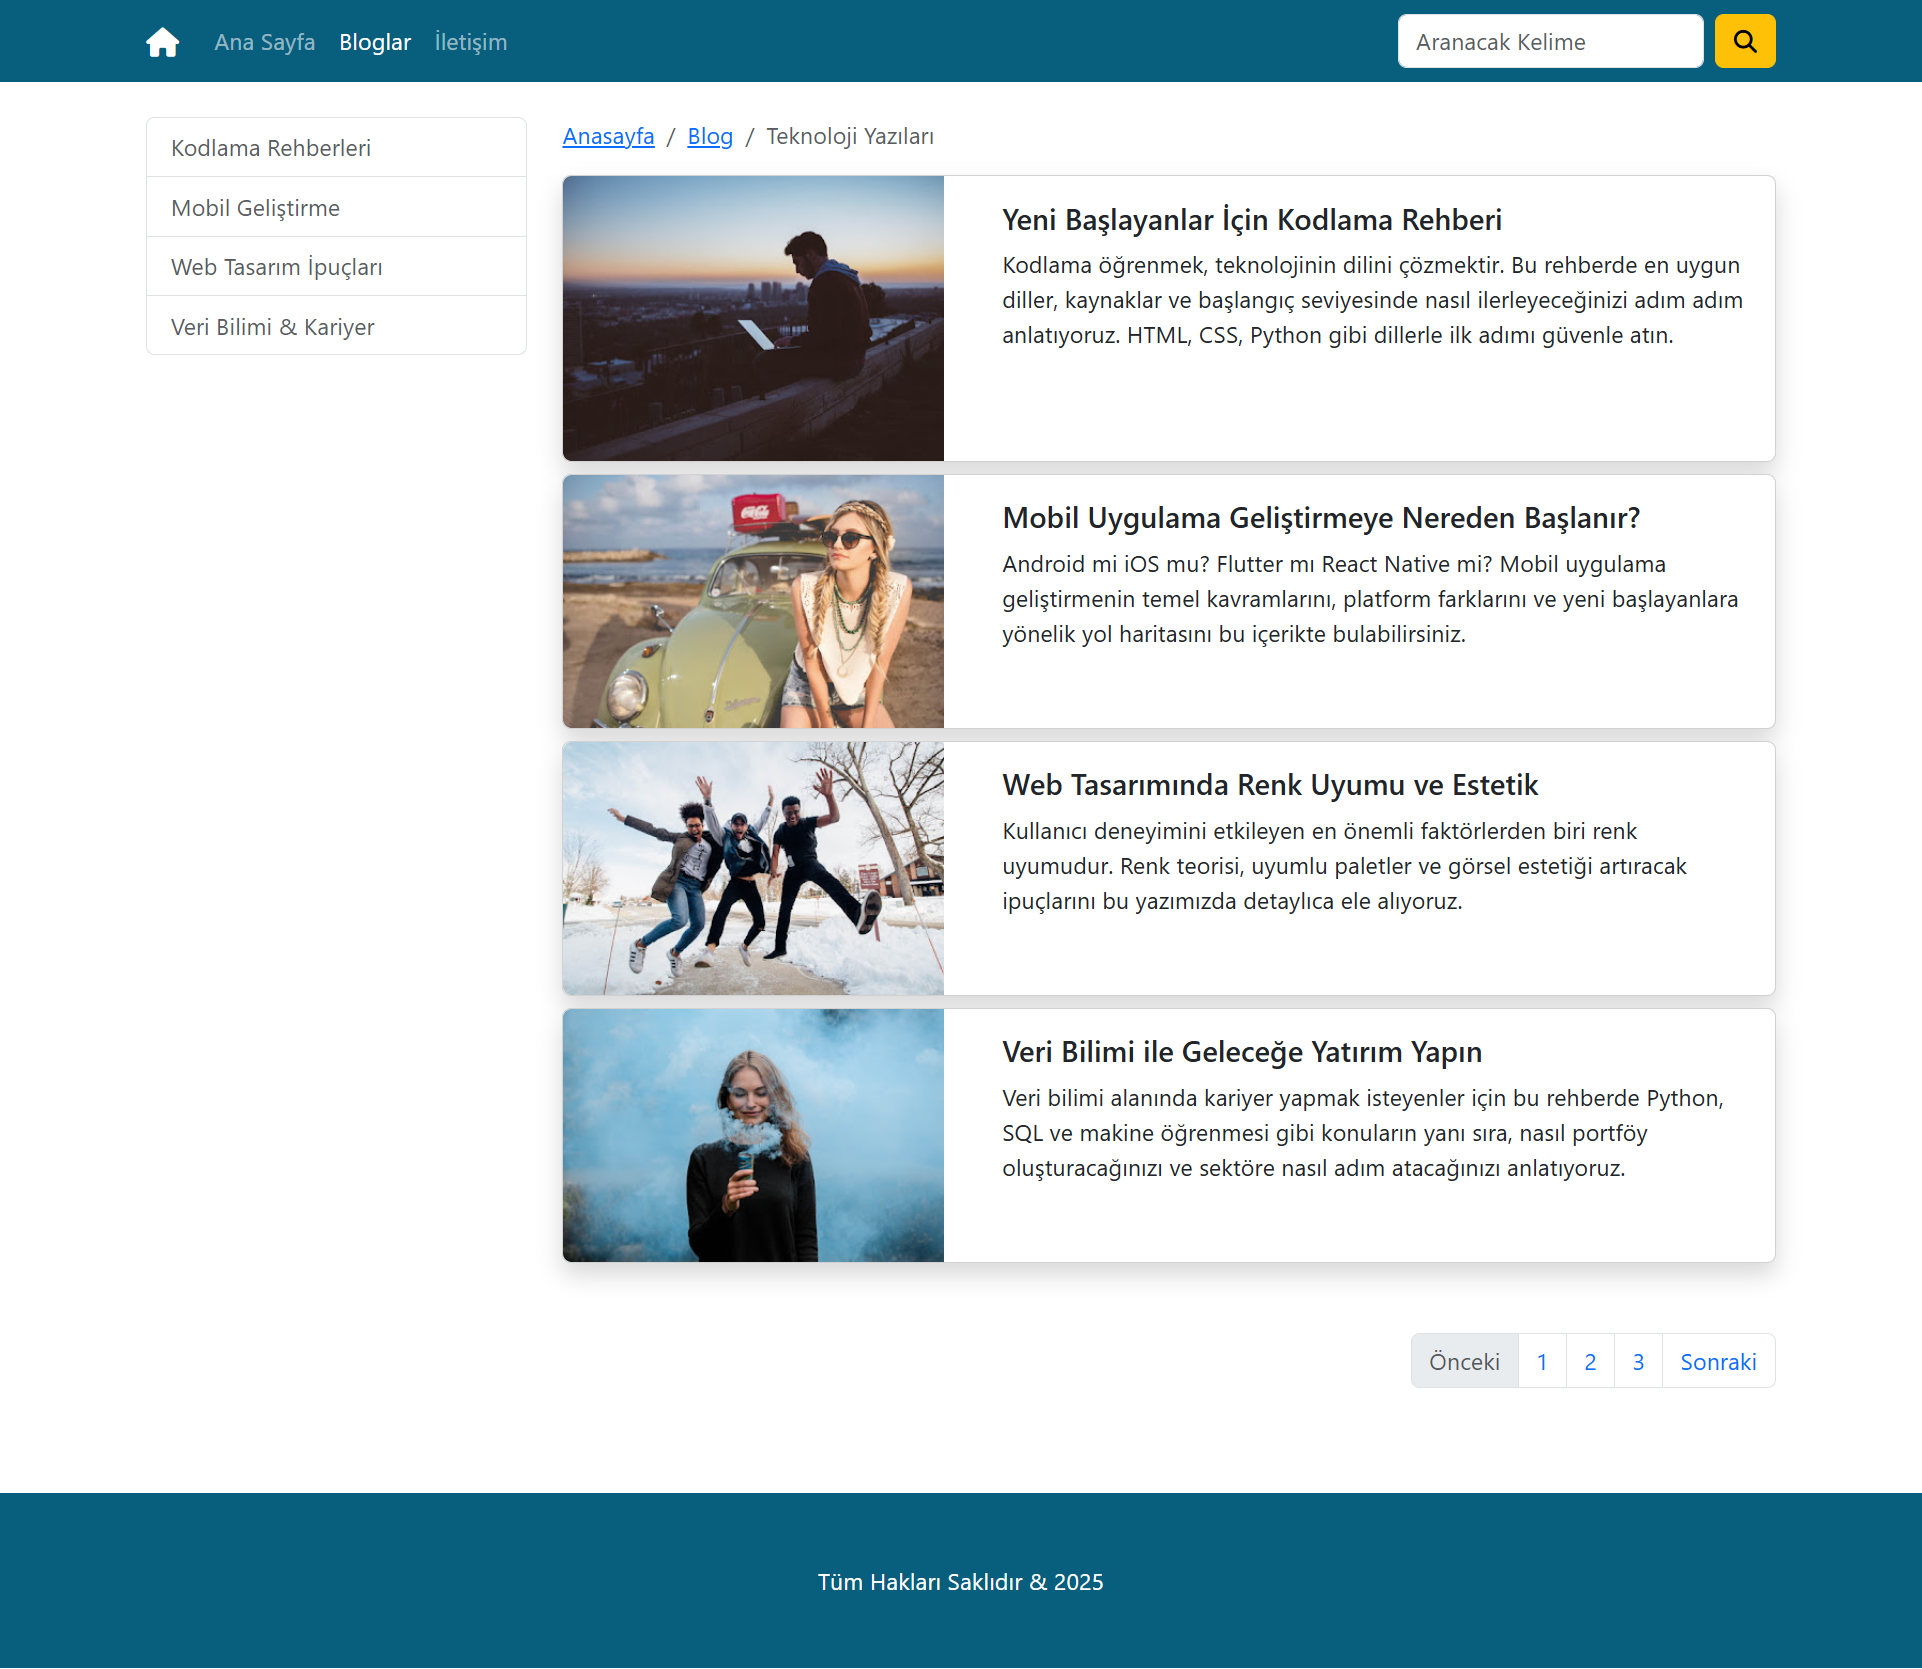 Ana Sayfa Bloglar İletişim Aranacak Kelime
Kodlama Rehberleri
Mobil Geliştirme
Web Tasarım İpuçları
Veri Bilimi & Kariyer
Anasayfa / Blog / Teknoloji Yazıları
Yeni Başlayanlar İçin Kodlama Rehberi
Kodlama öğrenmek, teknolojinin dilini çözmektir. Bu rehberde en uygun
diller, kaynaklar ve başlangıç seviyesinde nasıl ilerleyeceğinizi adım adım
anlatıyoruz. HTML, CSS, Python gibi dillerle ilk adımı güvenle atın.
Coca-Cola
Mobil Uygulama Geliştirmeye Nereden Başlanır?
Android mi iOS mu? Flutter mı React Native mi? Mobil uygulama
geliştirmenin temel kavramlarını, platform farklarını ve yeni başlayanlara
yönelik yol haritasını bu içerikte bulabilirsiniz.
Web Tasarımında Renk Uyumu ve Estetik
Kullanıcı deneyimini etkileyen en önemli faktörlerden biri renk
uyumudur. Renk teorisi, uyumlu paletler ve görsel estetiği artıracak
ipuçlarını bu yazımızda detaylıca ele alıyoruz.
Veri Bilimi ile Geleceğe Yatırım Yapın
Veri bilimi alanında kariyer yapmak isteyenler için bu rehberde Python,
SQL ve makine öğrenmesi gibi konuların yanı sıra, nasıl portföy
oluşturacağınızı ve sektöre nasıl adım atacağınızı anlatıyoruz.
Önceki 1 2 3 Sonraki
Tüm Hakları Saklıdır & 2025